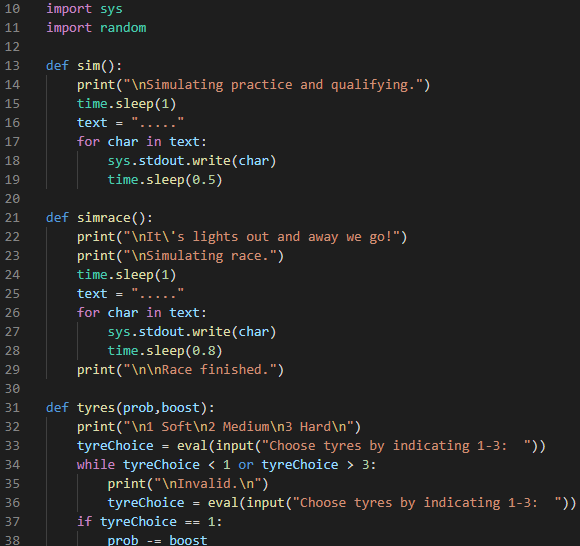 10 import sys
11 import random
12
13 def sim():
14     print("\nSimulating practice and qualifying.")
15     time.sleep(1)
16     text = "....."
17     for char in text:
18         sys.stdout.write(char)
19         time.sleep(0.5)
20
21 def simrace():
22     print("\nIt\'s lights out and away we go!")
23     print("\nSimulating race.")
24     time.sleep(1)
25     text = "....."
26     for char in text:
27         sys.stdout.write(char)
28         time.sleep(0.8)
29     print("\n\nRace finished.")
30
31 def tyres(prob,boost):
32     print("\n1 Soft\n2 Medium\n3 Hard\n")
33     tyreChoice = eval(input("Choose tyres by indicating 1-3:  "))
34     while tyreChoice < 1 or tyreChoice > 3:
35         print("\nInvalid.\n")
36         tyreChoice = eval(input("Choose tyres by indicating 1-3:  "))
37     if tyreChoice == 1:
38         prob -= boost